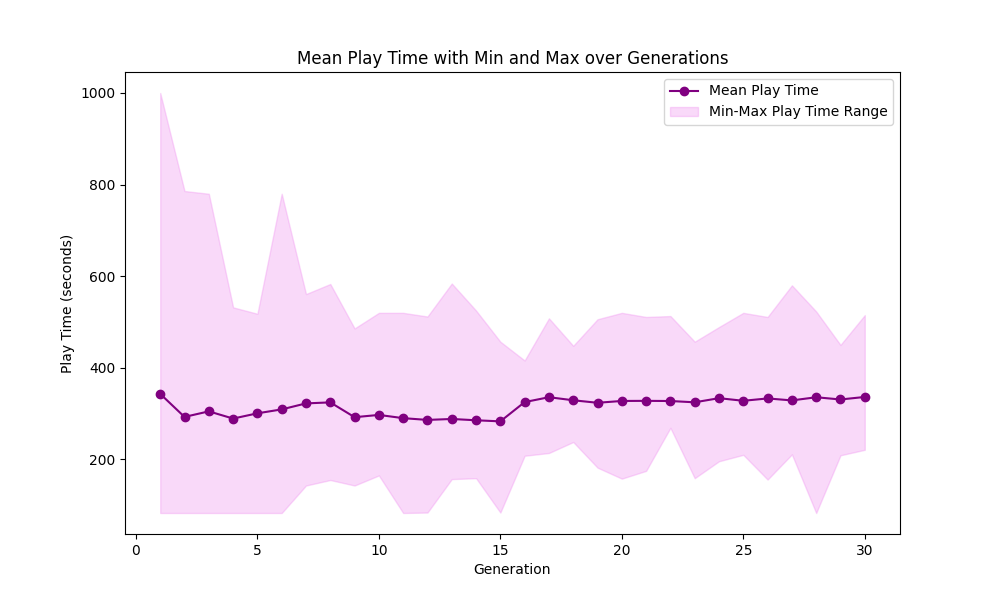 Mean Play Time with Min and Max over Generations
Mean Play Time
Min-Max Play Time Range
1000
800
600
400
200
Play Time (seconds)
0 5 10 15 20 25 30
Generation